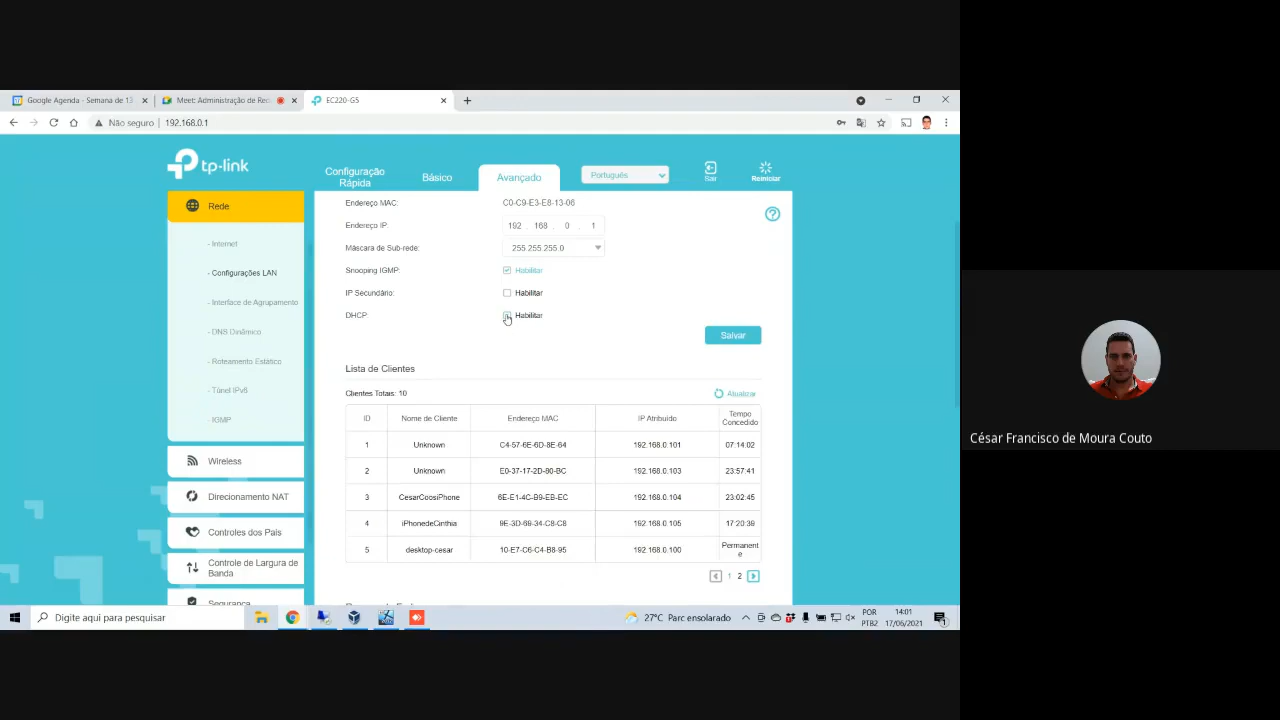 Google Agenda - Semana de 13
Meet: Administração de Red
EC220-G5
Não seguro
192.168.0.1
tp-link
Configuração
Rápida
Básico
Avançado
Português
Sair
Reiniciar
Rede
- Internet
- Configurações LAN
- Interface de Agrupamento
- DNS Dinâmico
- Roteamento Estático
- Túnel IPv6
IGMP
Wireless
Direcionamento NAT
Controles dos Pais
Controle de Largura de
Banda
Segurança
Endereço MAC: C0-C9-E3-E8-13-06
Endereço IP: 192 . 168 . 0 . 1
Máscara de Sub-rede: 255.255.255.0
Snooping IGMP: Habilitar
IP Secundário: Habilitar
DHCP: Habilitar
Salvar
Lista de Clientes
Clientes Totais: 10
Atualizar
ID Nome de Cliente Endereço MAC IP Atribuído Tempo
Concedido
1 Unknown C4-57-6E-6D-8E-64 192.168.0.101 07:14:02
2 Unknown E0-37-17-2D-80-BC 192.168.0.103 23:57:41
3 CesarCoosiPhone 6E-E1-4C-B9-EB-EC 192.168.0.104 23:02:45
4 iPhonedeCinthia 9E-3D-69-34-C8-C8 192.168.0.105 17:20:39
5 desktop-cesar 10-E7-C6-C4-B8-95 192.168.0.100 Permanent
e
1 2
César Francisco de Moura Couto
Digite aqui para pesquisar
27°C Parc ensolarado
POR
PTB2
14:01
17/06/2021
1